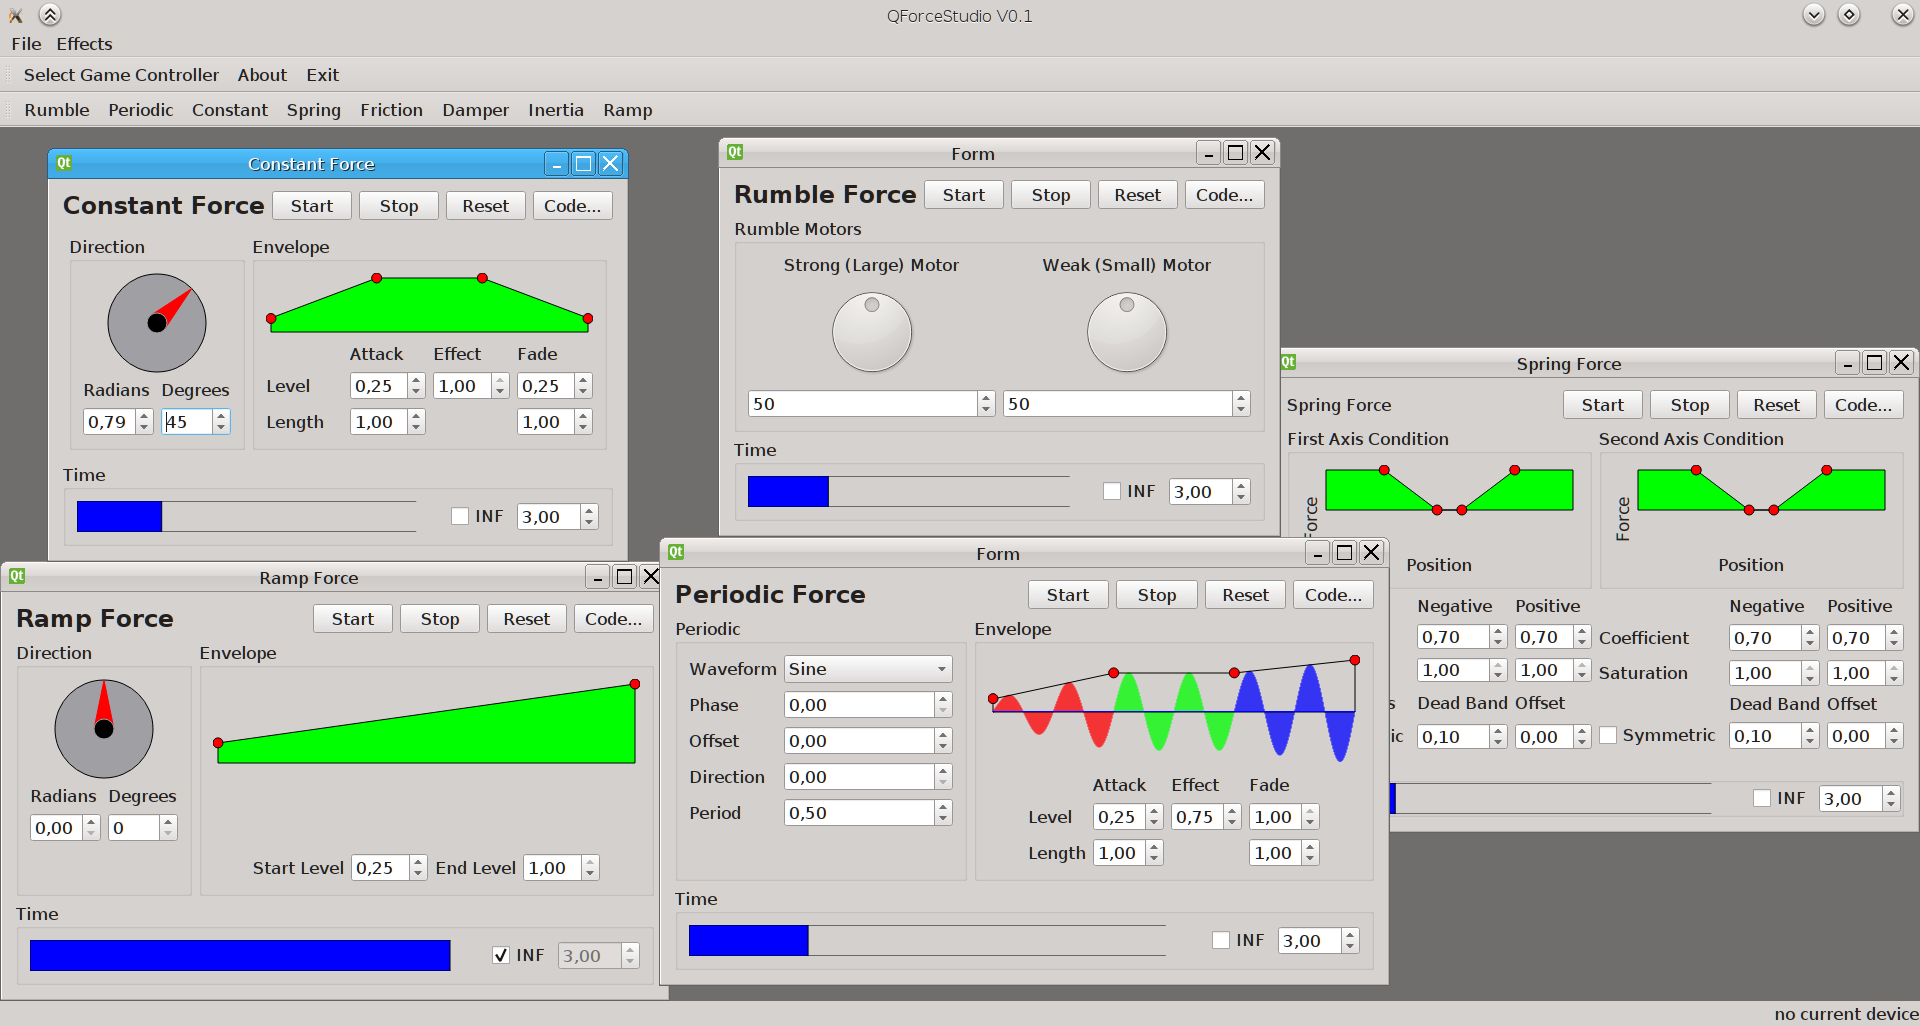 QForceStudio V0.1
File Effects
Select Game Controller About Exit
Rumble Periodic Constant Spring Friction Damper Inertia Ramp
Qt Constant Force
Constant Force Start Stop Reset Code...
Direction Envelope
Attack Effect Fade
Radians Degrees Level 0,25 1,00 0,25
0,79 45 Length 1,00 1,00
Time
INF 3,00
Qt Form
Rumble Force Start Stop Reset Code...
Rumble Motors
Strong (Large) Motor Weak (Small) Motor
50 50
Time
INF 3,00
Qt Spring Force
Spring Force Start Stop Reset Code...
First Axis Condition Second Axis Condition
Force Force
Position Position
Negative Positive Negative Positive
0,70 0,70 Coefficient 0,70 0,70
1,00 1,00 Saturation 1,00 1,00
s Dead Band Offset Dead Band Offset
ic 0,10 0,00 Symmetric 0,10 0,00
INF 3,00
Qt Ramp Force
Ramp Force Start Stop Reset Code...
Direction Envelope
Radians Degrees
0,00 0
Start Level 0,25 End Level 1,00
Time
INF 3,00
Qt Form
Periodic Force Start Stop Reset Code...
Periodic Envelope
Waveform Sine
Phase 0,00
Offset 0,00
Direction 0,00
Period 0,50
Attack Effect Fade
Level 0,25 0,75 1,00
Length 1,00 1,00
Time
INF 3,00
no current device